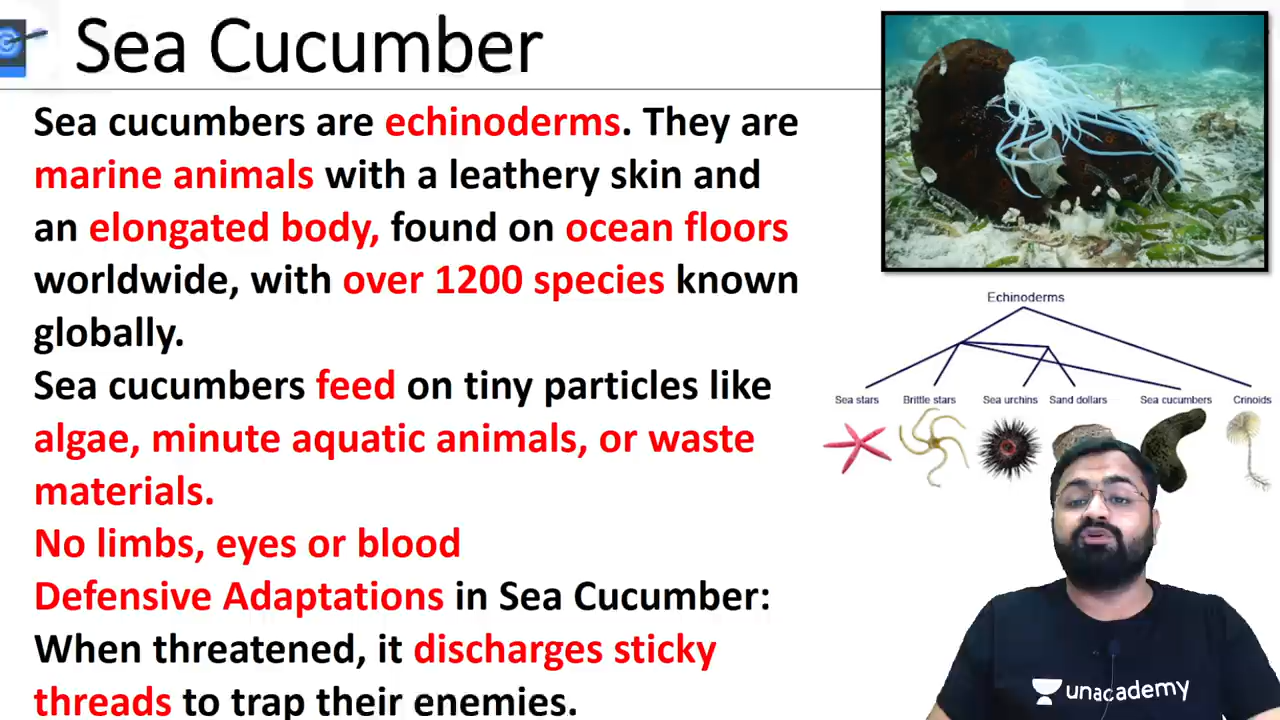 Sea Cucumber
Sea cucumbers are echinoderms. They are
marine animals with a leathery skin and
an elongated body, found on ocean floors
worldwide, with over 1200 species known
globally.
Sea cucumbers feed on tiny particles like
algae, minute aquatic animals, or waste
materials.
No limbs, eyes or blood
Defensive Adaptations in Sea Cucumber:
When threatened, it discharges sticky
threads to trap their enemies.
Echinoderms
Sea stars Brittle stars Sea urchins Sand dollars Sea cucumbers Crinoids
unacademy